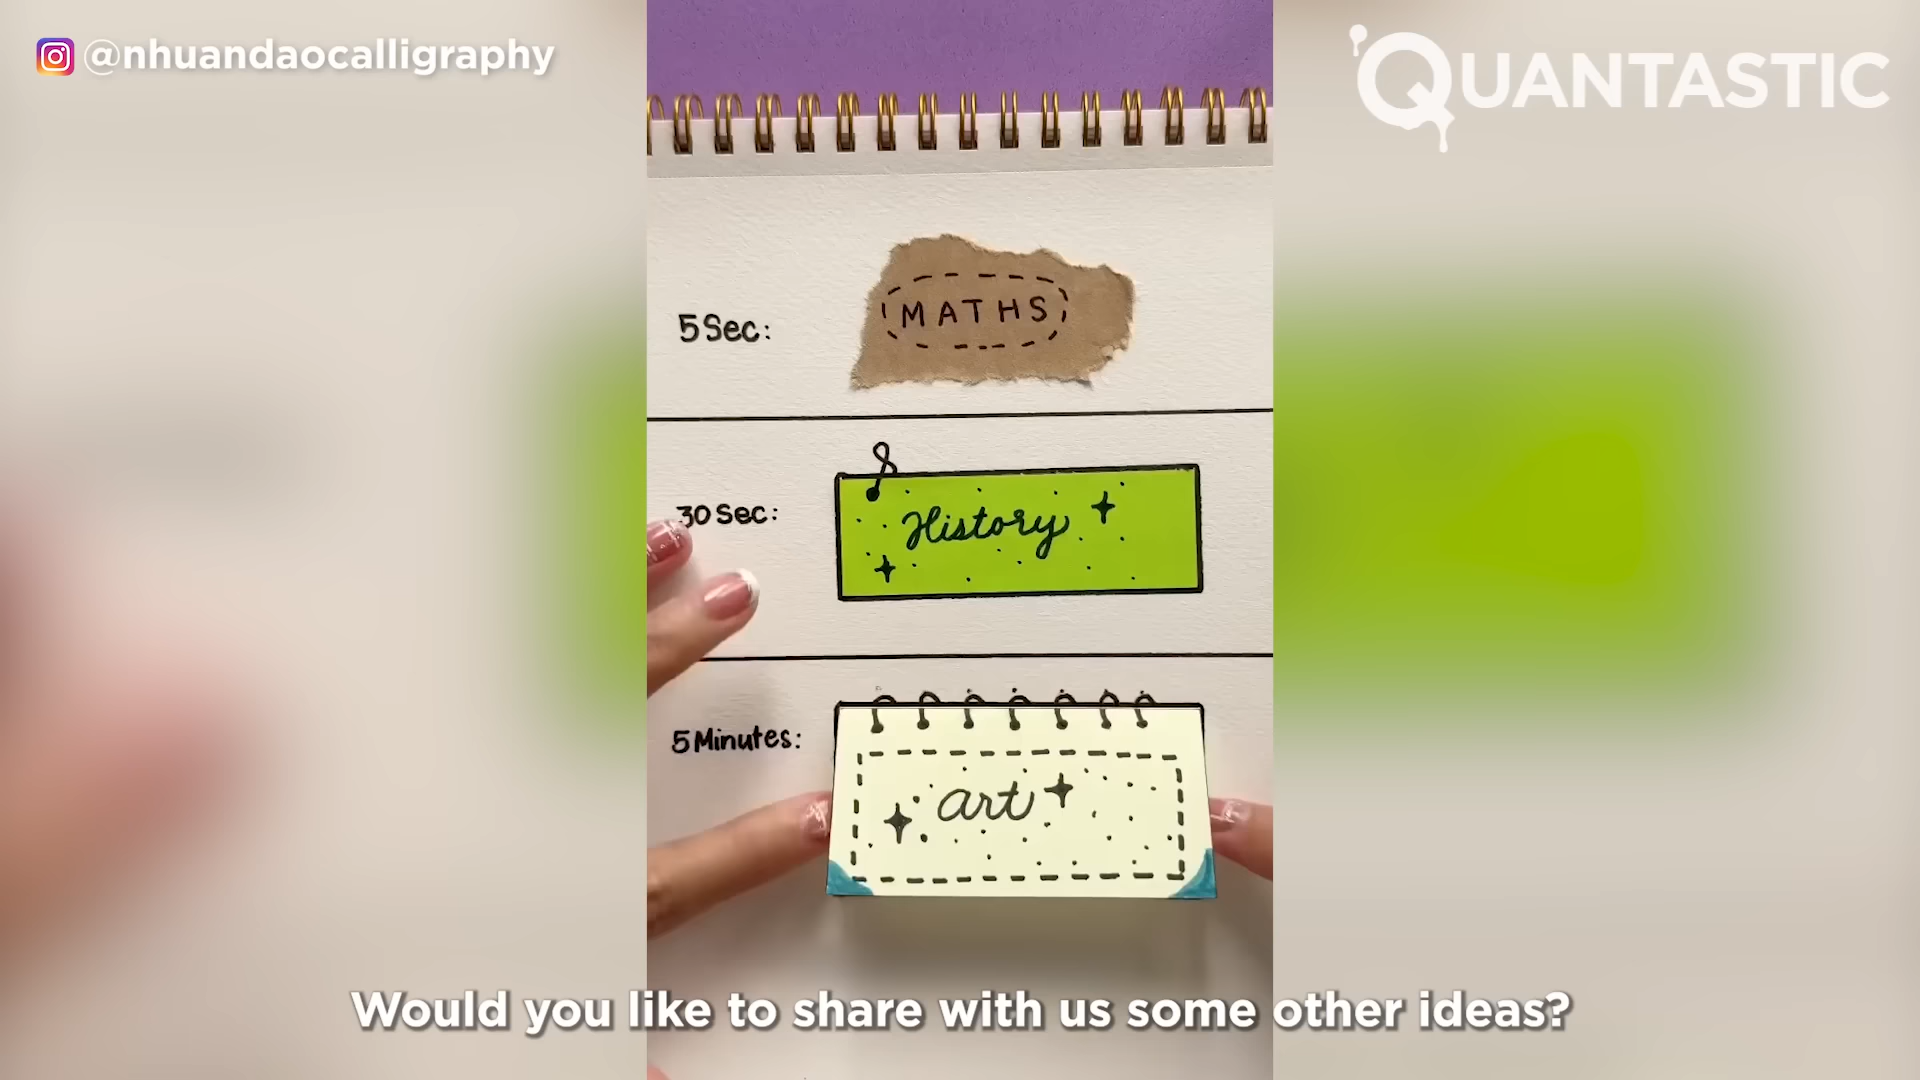 @nhuandaocalligraphy
QUANTASTIC
5 Sec:
MATHS
30 Sec:
History
5 Minutes:
art
Would you like to share with us some other ideas?